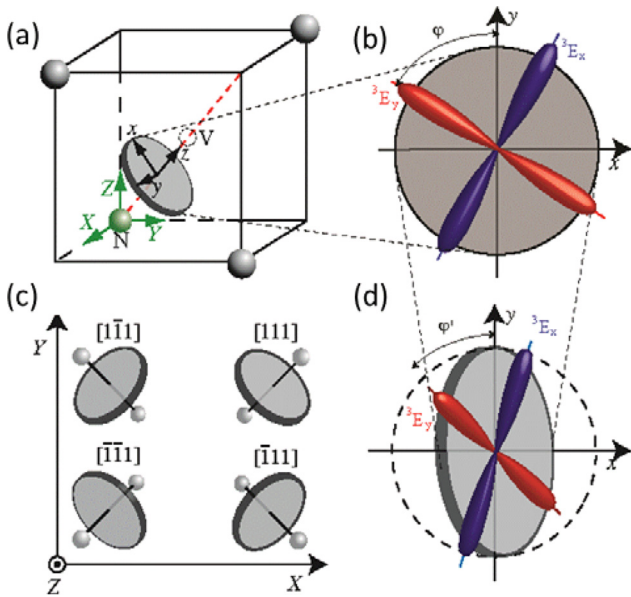 (a)
x
y
z
V
Z
X
N
Y
(b)
y
φ
³Eₓ
³Eᵧ
x
(c)
Y
[11̄1]
[111]
[1̄1̄1]
[1̄11]
Z
X
(d)
y
φ'
³Eₓ
³Eᵧ
x